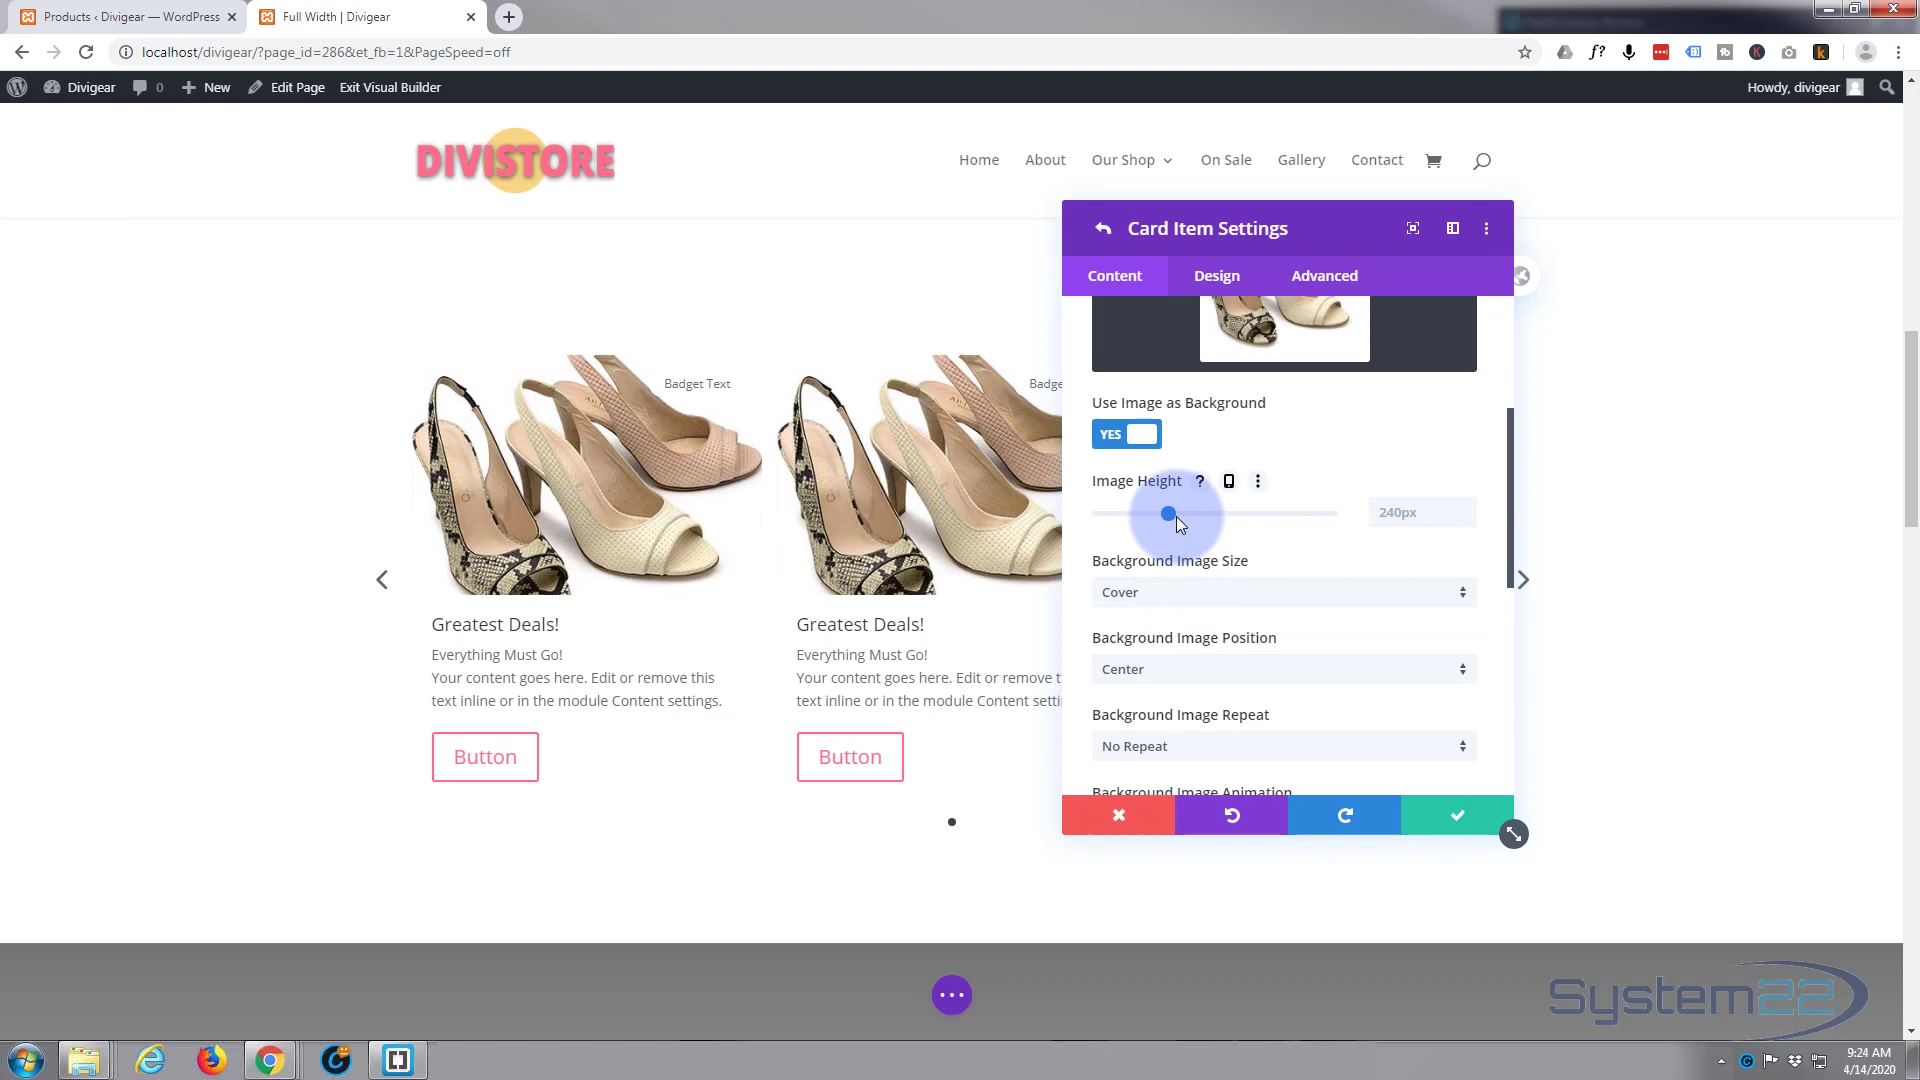 Products ‹ Divigear — WordPress
Full Width | Divigear
localhost/divigear/?page_id=286&et_fb=1&PageSpeed=off
Divigear 0 New Edit Page Exit Visual Builder Howdy, divigear
DIVISTORE
Home About Our Shop On Sale Gallery Contact
Card Item Settings
Content Design Advanced
Use Image as Background
YES
Image Height ?
240px
Background Image Size
Cover
Background Image Position
Center
Background Image Repeat
No Repeat
Background Image Animation
Badget Text
Greatest Deals!
Everything Must Go!
Your content goes here. Edit or remove this
text inline or in the module Content settings.
Button
Badge
Greatest Deals!
Everything Must Go!
Your content goes here. Edit or remove t
text inline or in the module Content setti
Button
System22
9:24 AM
4/14/2020